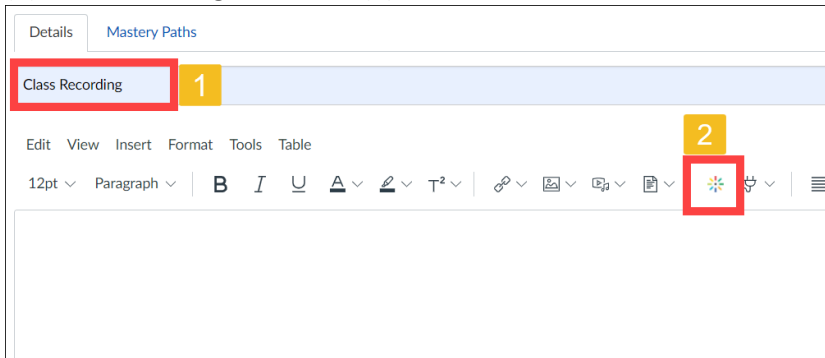 Details Mastery Paths
Class Recording 1
Edit View Insert Format Tools Table
2
12pt Paragraph B I U A T²